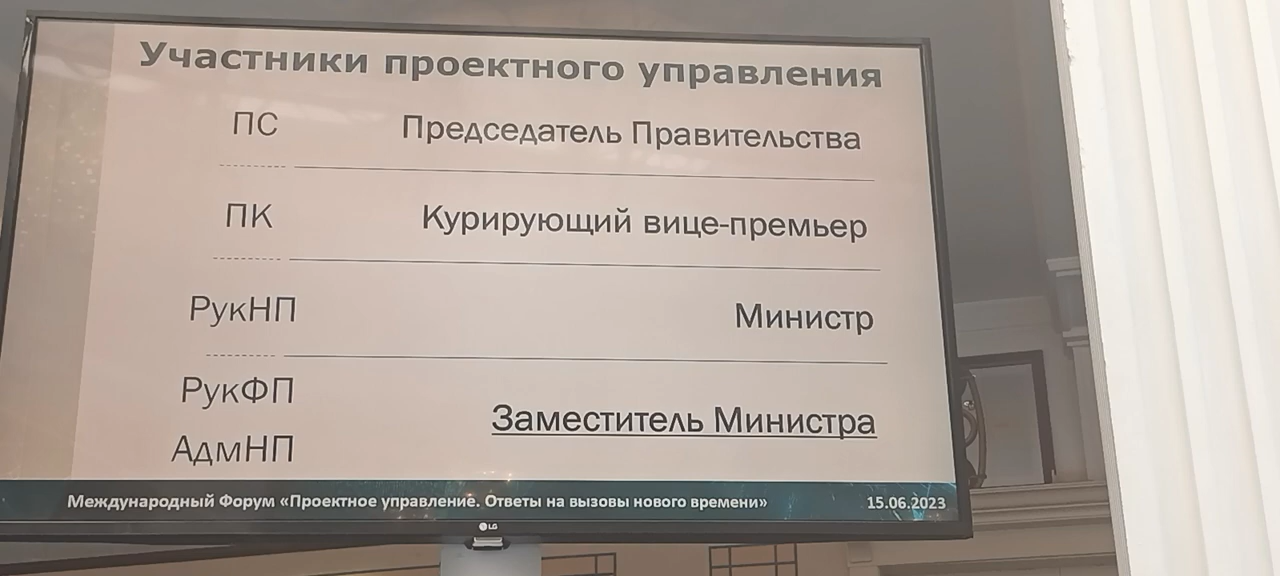 Участники проектного управления
ПС Председатель Правительства
ПК Курирующий вице-премьер
РукНП Министр
РукФП
Заместитель Министра
АдмНП
Международный Форум «Проектное управление. Ответы на вызовы нового времени» 15.06.2023
LG